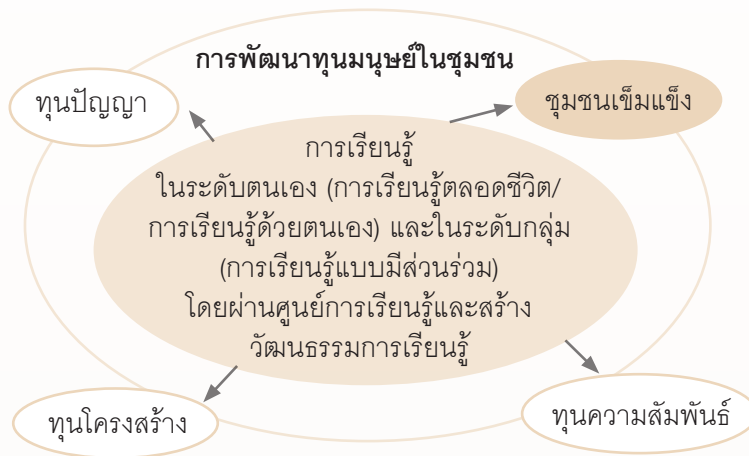 การพัฒนาทุนมนุษย์ในชุมชน
ทุนปัญญา
ชุมชนเข็มแข็ง
การเรียนรู้
ในระดับตนเอง (การเรียนรู้ตลอดชีวิต/
การเรียนรู้ด้วยตนเอง) และในระดับกลุ่ม
(การเรียนรู้แบบมีส่วนร่วม)
โดยผ่านศูนย์การเรียนรู้และสร้าง
วัฒนธรรมการเรียนรู้
ทุนโครงสร้าง
ทุนความสัมพันธ์